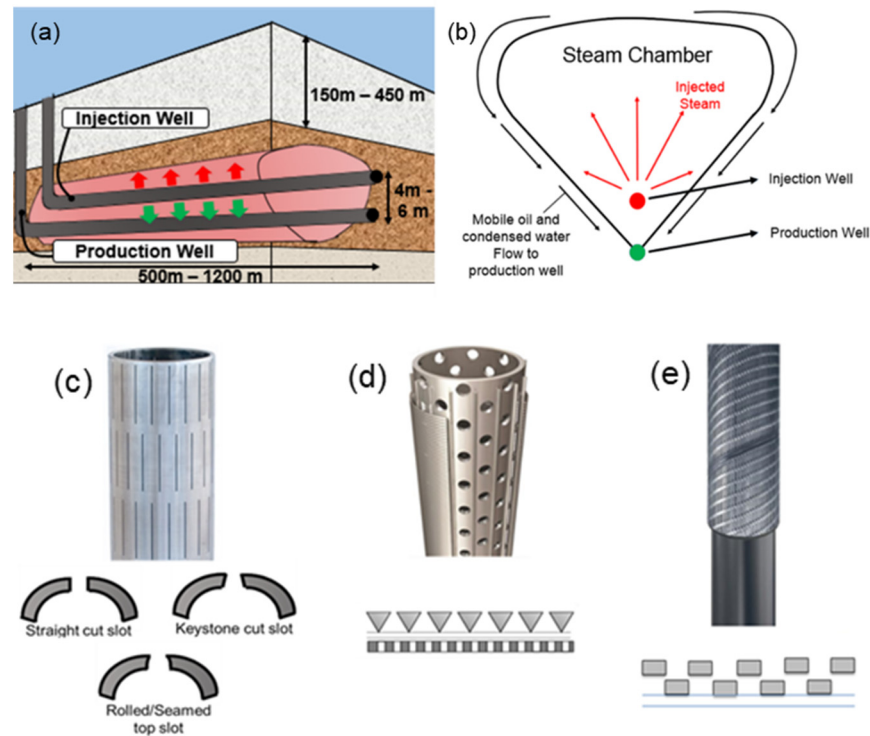 (a)
Injection Well
150m – 450 m
4m -
6 m
Production Well
500m – 1200 m
(b)
Steam Chamber
Injected
Steam
Injection Well
Mobile oil and
condensed water
Flow to
production well
Production Well
(c)
Straight cut slot
Keystone cut slot
Rolled/Seamed
top slot
(d)
(e)